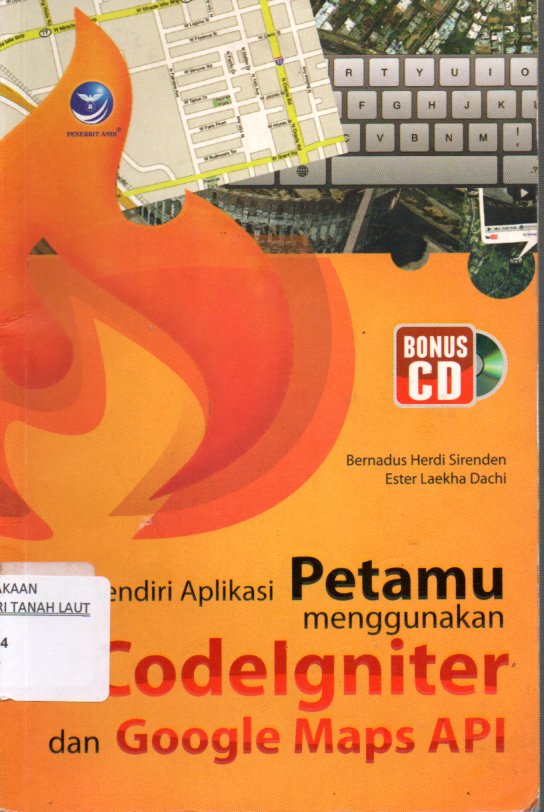 PENERBIT ANDI®
R T Y U I O
F G H J K L
C V B N M !
BONUS
CD
Bernadus Herdi Sirenden
Ester Laekha Dachi
endiri Aplikasi Petamu
menggunakan
CodeIgniter
dan Google Maps API
AKAAN
RI TANAH LAUT
4